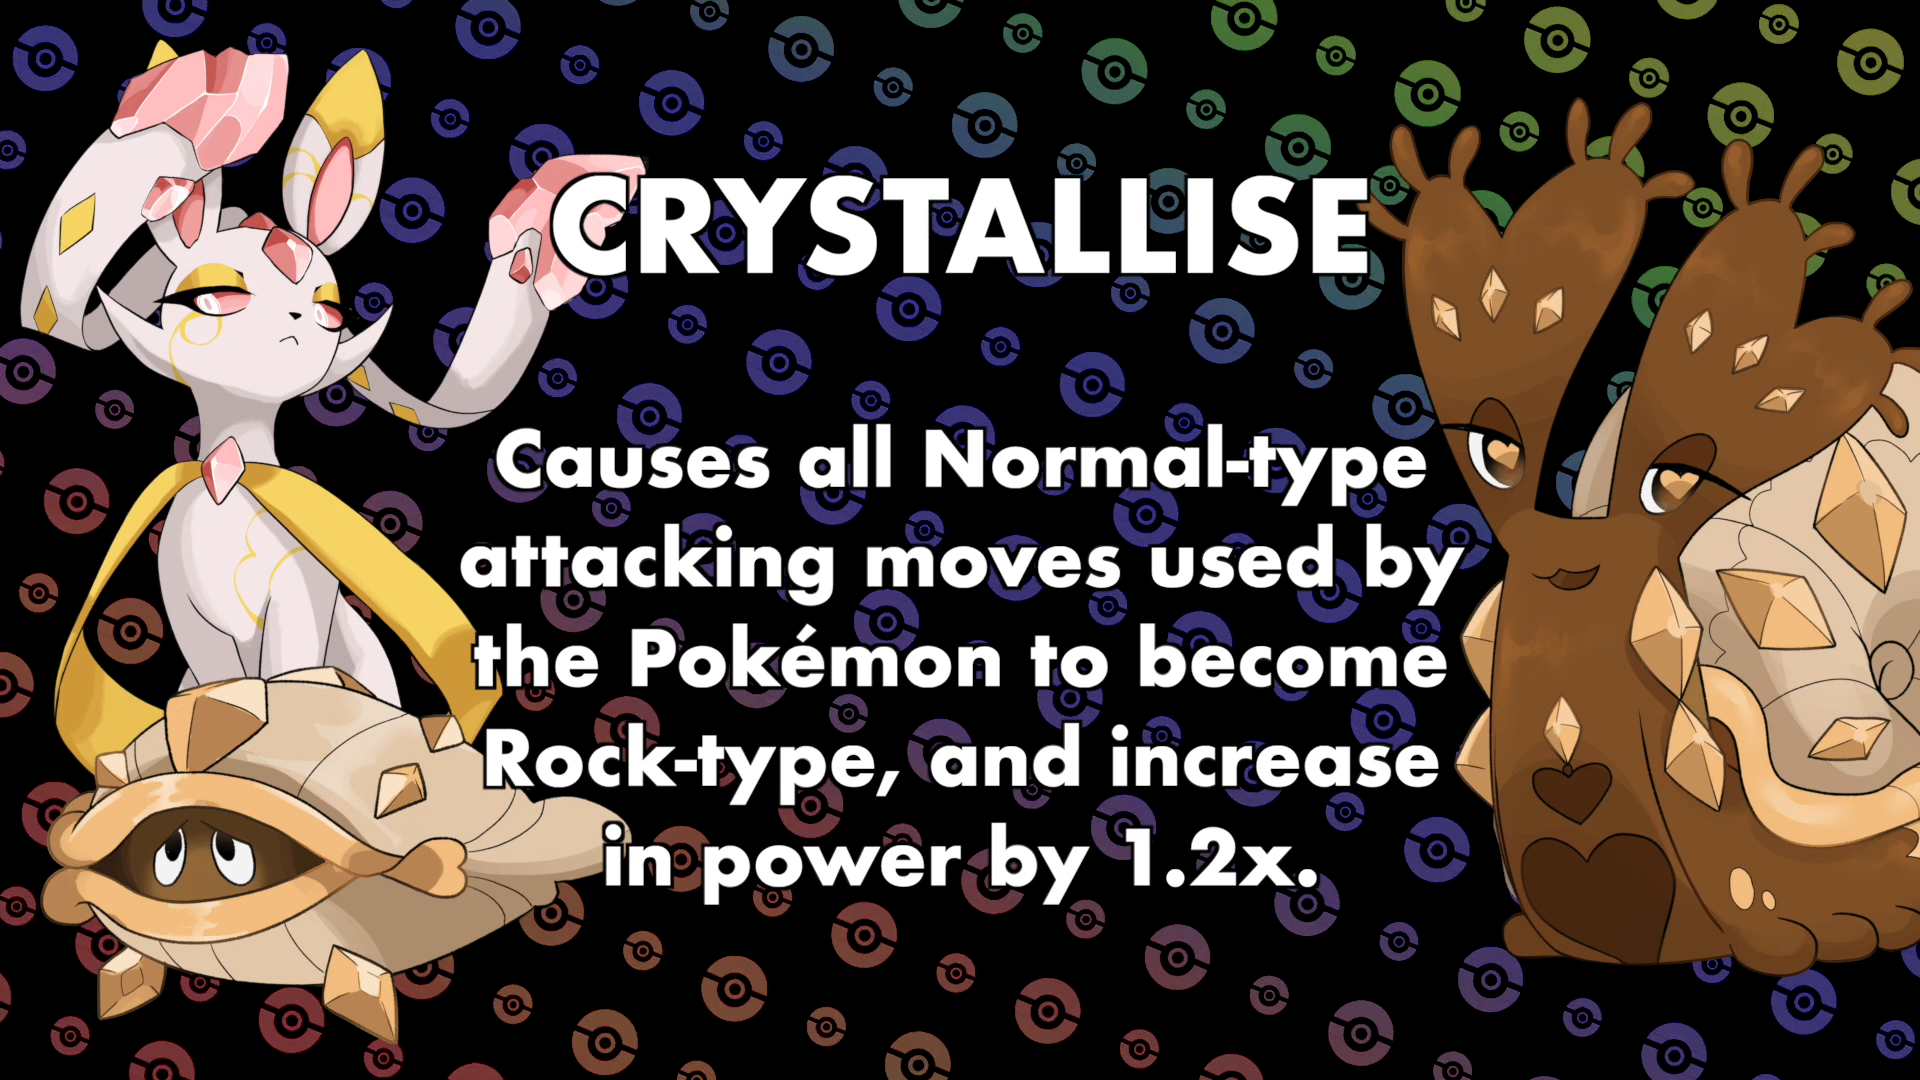 CRYSTALLISE
Causes all Normal-type
attacking moves used by
the Pokémon to become
Rock-type, and increase
in power by 1.2x.